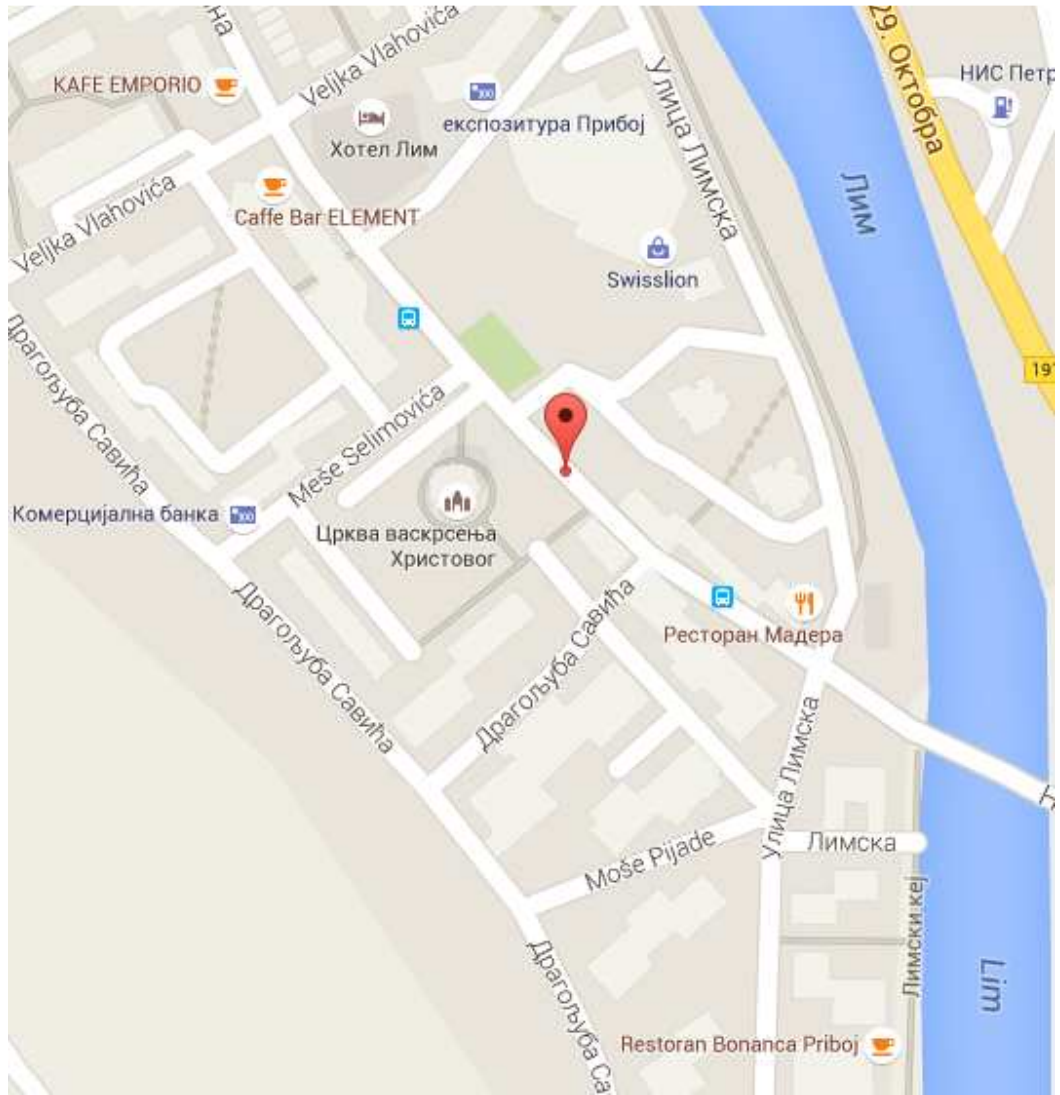 на
Veljka Vlahovića
29. Октобра
KAFE EMPORIO
НИС Петр
експозитура Прибој
Хотел Лим
Улица Лимска
Лим
Veljka Vlahovića
Caffe Bar ELEMENT
Swisslion
191
Драгољуба Савића
Meše Selimovića
Комерцијална банка
Црква васкрсења
Христовог
Драгољуба Савића
Драгољуба Савића
Ресторан Мадера
Улица Лимска
Лимска
Moše Pijade
Лимски кеј
Lim
Драгољуба Са
Restoran Bonanca Priboj